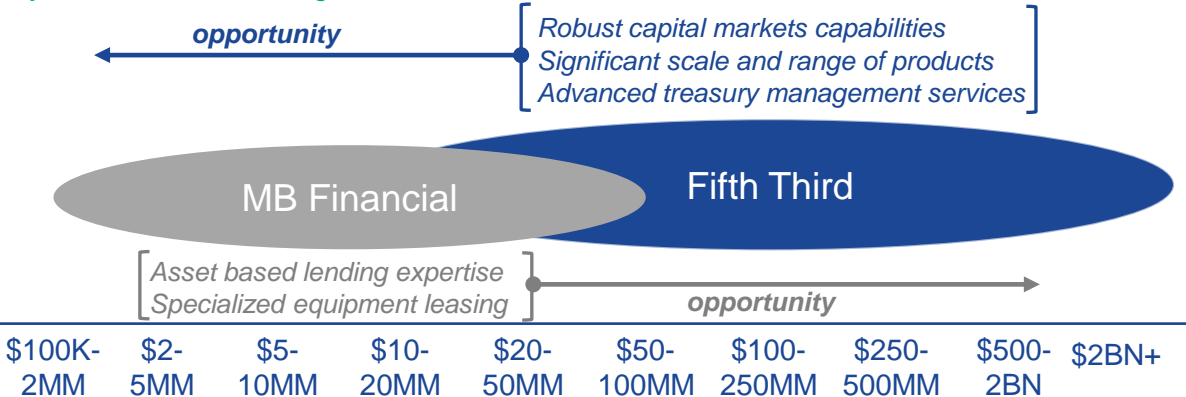 opportunity
Robust capital markets capabilities
Significant scale and range of products
Advanced treasury management services
MB Financial
Fifth Third
Asset based lending expertise
Specialized equipment leasing
opportunity
$100K-
2MM
$2-
5MM
$5-
10MM
$10-
20MM
$20-
50MM
$50-
100MM
$100-
250MM
$250-
500MM
$500-
2BN
$2BN+